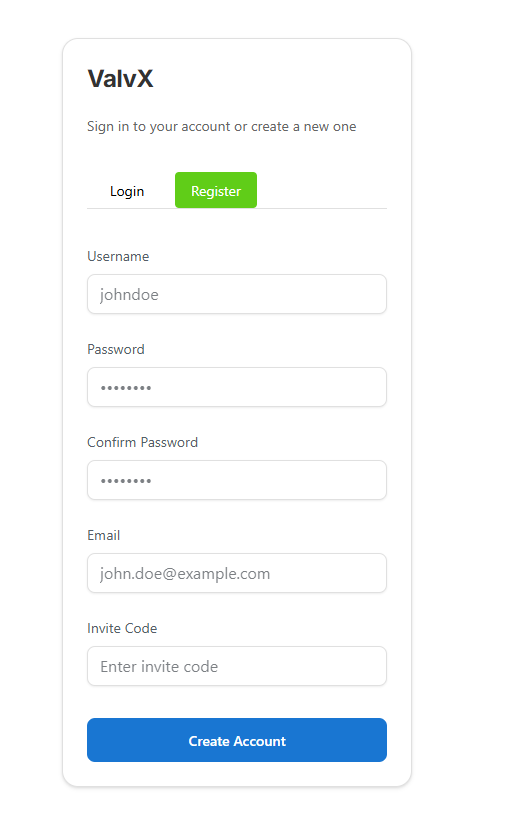 ValvX
Sign in to your account or create a new one
Login Register
Username
johndoe
Password
••••••••
Confirm Password
••••••••
Email
john.doe@example.com
Invite Code
Enter invite code
Create Account